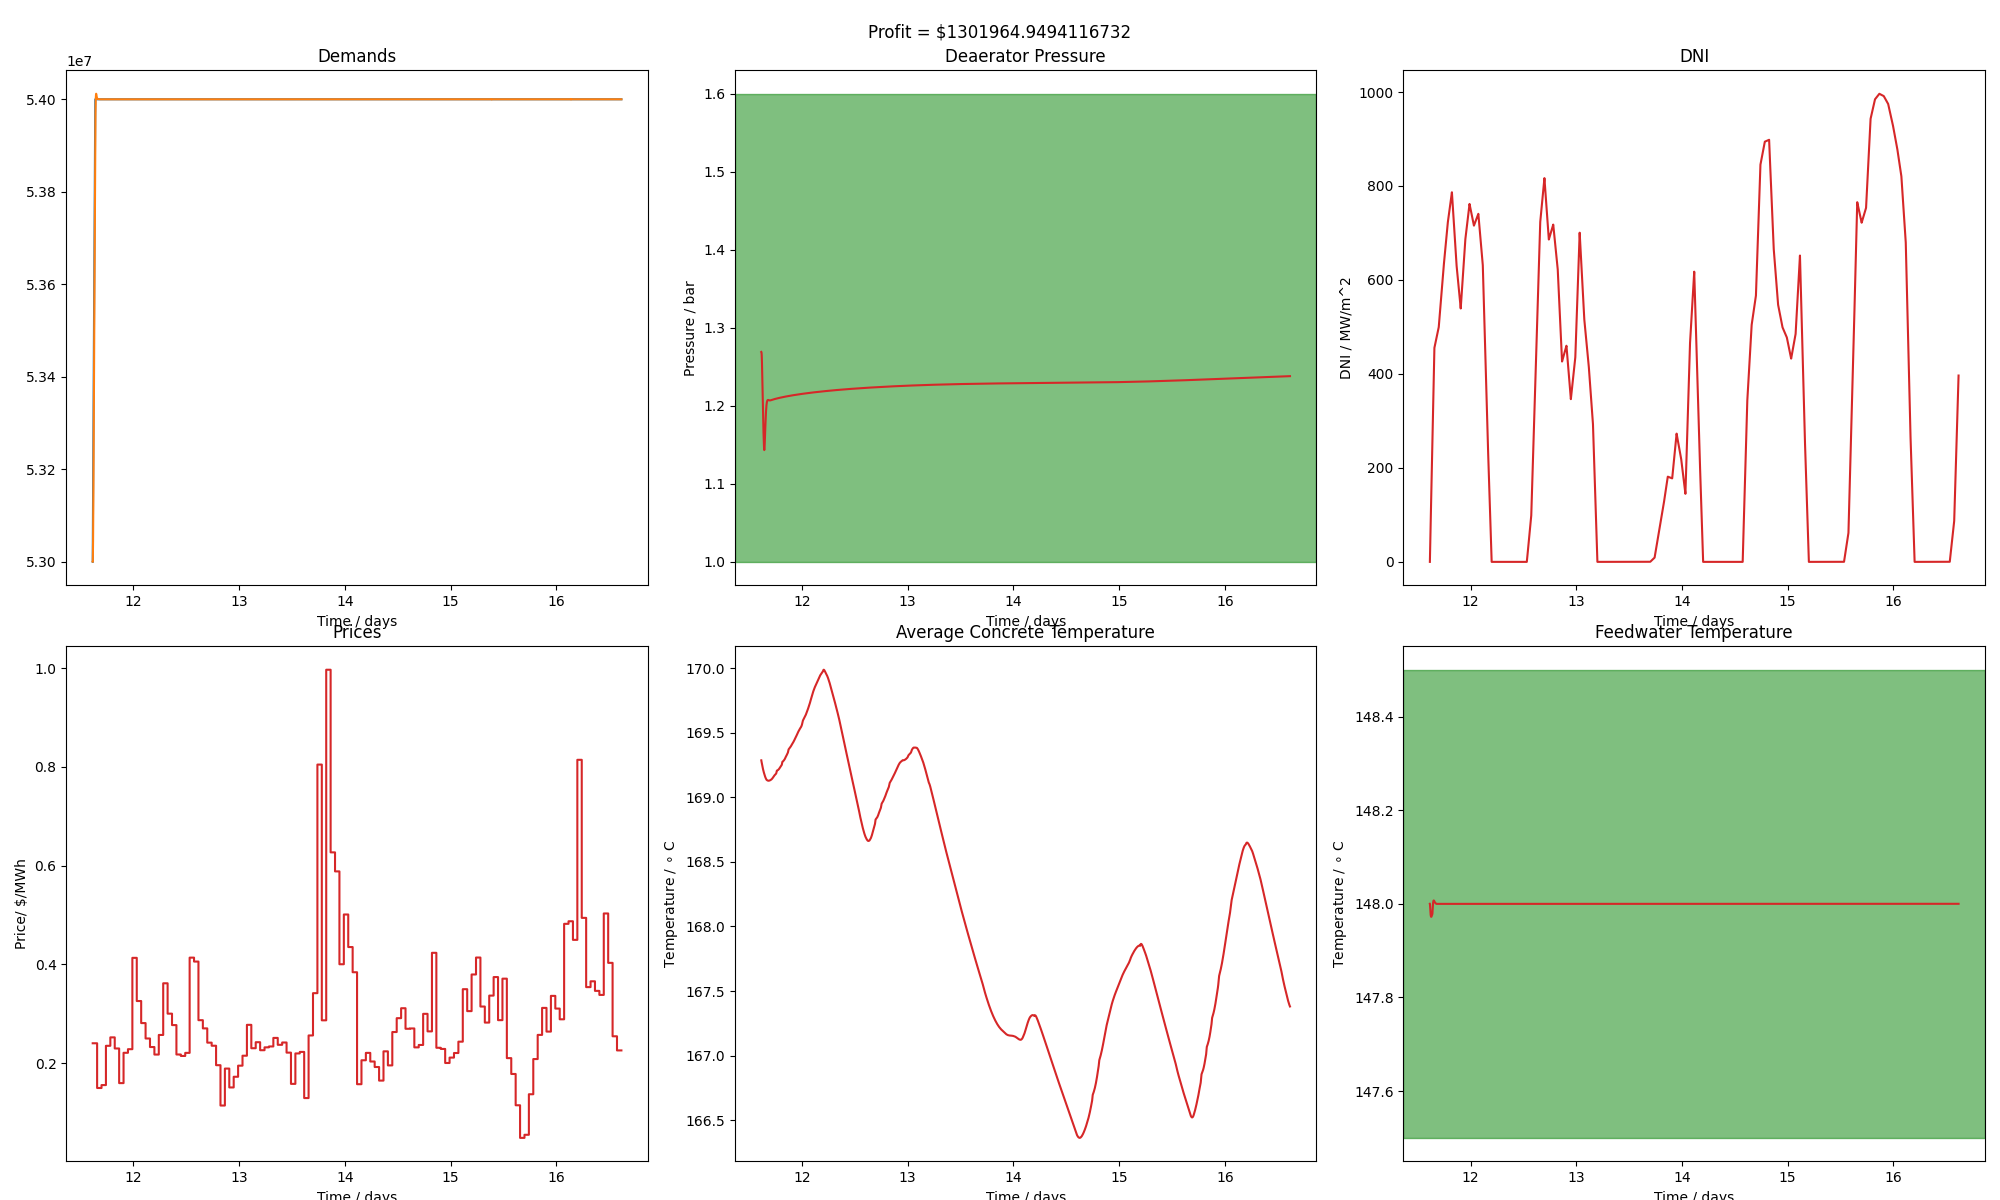 Profit = $1301964.9494116732
Demands
1e7
5.40
5.38
5.36
5.34
5.32
5.30
12 13 14 15 16
Time / days
Deaerator Pressure
Pressure / bar
1.6
1.5
1.4
1.3
1.2
1.1
1.0
12 13 14 15 16
Time / days
DNI
DNI / MW/m^2
1000
800
600
400
200
0
12 13 14 15 16
Time / days
Prices
Price/ $/MWh
1.0
0.8
0.6
0.4
0.2
12 13 14 15 16
Time / days
Average Concrete Temperature
Temperature / ∘ C
170.0
169.5
169.0
168.5
168.0
167.5
167.0
166.5
12 13 14 15 16
Time / days
Feedwater Temperature
Temperature / ∘ C
148.4
148.2
148.0
147.8
147.6
12 13 14 15 16
Time / days